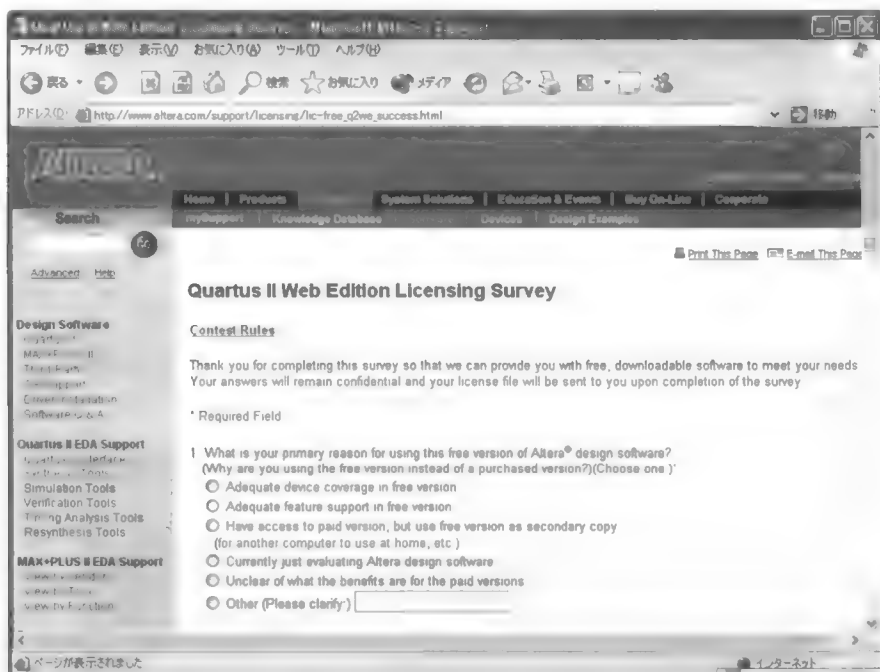 ファイル(F) 編集(E) 表示(V) お気に入り(A) ツール(T) ヘルプ(H)
戻る 検索 お気に入り メディア
アドレス(D) http://www.altera.com/support/licensing/lic-free_q2we_success.html 移動
Home | Products System Solutions | Education & Events | Buy On-Line | Corporate
mySupport | Knowledge Database Devices | Design Examples
Search
Go
Print This Page E-mail This Page
Advanced Help
Quartus II Web Edition Licensing Survey
Contest Rules
Thank you for completing this survey so that we can provide you with free, downloadable software to meet your needs
Your answers will remain confidential and your license file will be sent to you upon completion of the survey
* Required Field
1 What is your primary reason for using this free version of Altera® design software?
(Why are you using the free version instead of a purchased version?)(Choose one )*
Adequate device coverage in free version
Adequate feature support in free version
Have access to paid version, but use free version as secondary copy
(for another computer to use at home, etc )
Currently just evaluating Altera design software
Unclear of what the benefits are for the paid versions
Other (Please clarify:)
Design Software
Software Q & A
Quartus II EDA Support
Simulation Tools
Verification Tools
Timing Analysis Tools
Resynthesis Tools
MAX+PLUS II EDA Support
View by Function
ページが表示されました インターネット